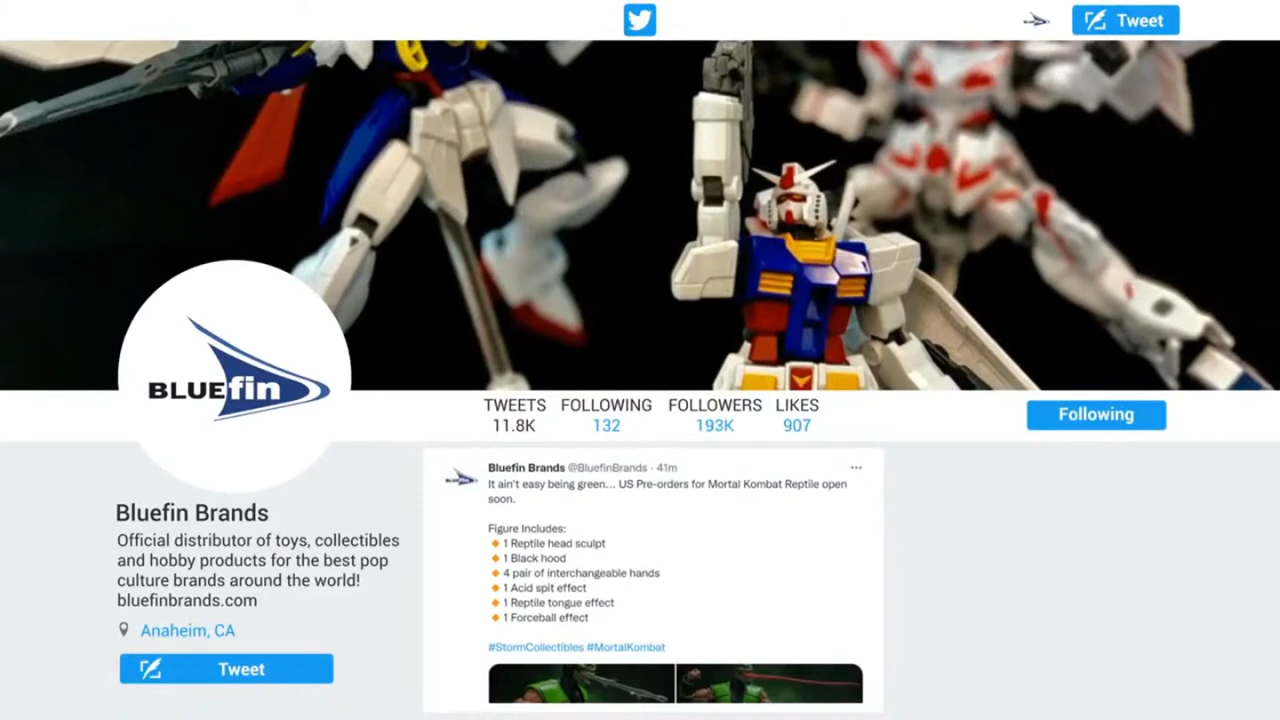 Tweet
TWEETS FOLLOWING FOLLOWERS LIKES
11.8K 132 193K 907
Following
BLUEfin
Bluefin Brands
Official distributor of toys, collectibles
and hobby products for the best pop
culture brands around the world!
bluefinbrands.com
Anaheim, CA
Tweet
Bluefin Brands @BluefinBrands · 41m
It ain't easy being green... US Pre-orders for Mortal Kombat Reptile open
soon.
Figure Includes:
🔸 1 Reptile head sculpt
🔸 1 Black hood
🔸 4 pair of interchangeable hands
🔸 1 Acid spit effect
🔸 1 Reptile tongue effect
🔸 1 Forceball effect
#StormCollectibles #MortalKombat